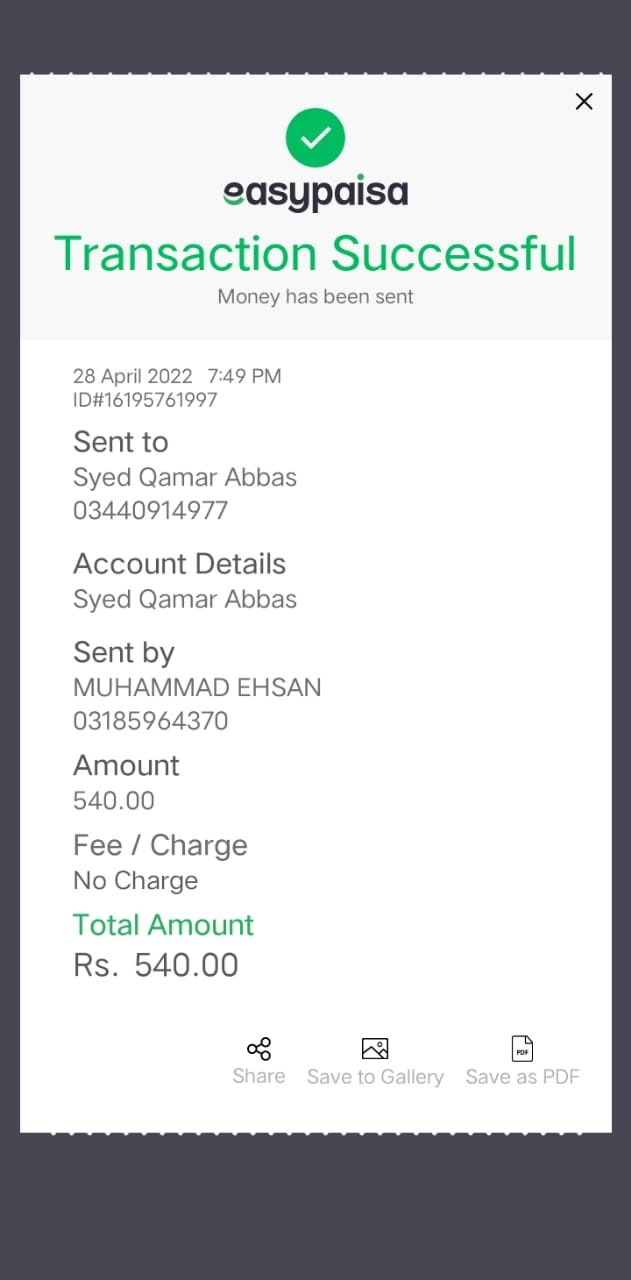 easypaisa
Transaction Successful
Money has been sent
28 April 2022 7:49 PM
ID#16195761997
Sent to
Syed Qamar Abbas
03440914977
Account Details
Syed Qamar Abbas
Sent by
MUHAMMAD EHSAN
03185964370
Amount
540.00
Fee / Charge
No Charge
Total Amount
Rs. 540.00
PDF
Share Save to Gallery Save as PDF